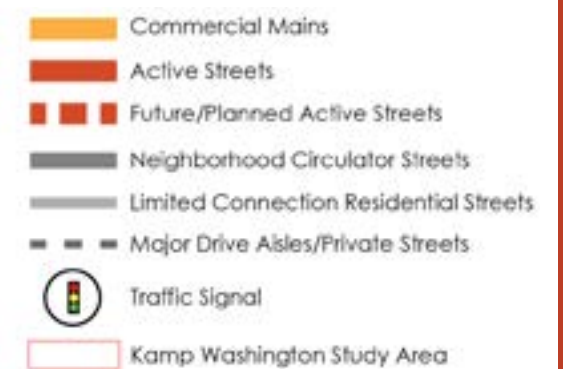 Commercial Mains
Active Streets
Future/Planned Active Streets
Neighborhood Circulator Streets
Limited Connection Residential Streets
Major Drive Aisles/Private Streets
Traffic Signal
Kamp Washington Study Area